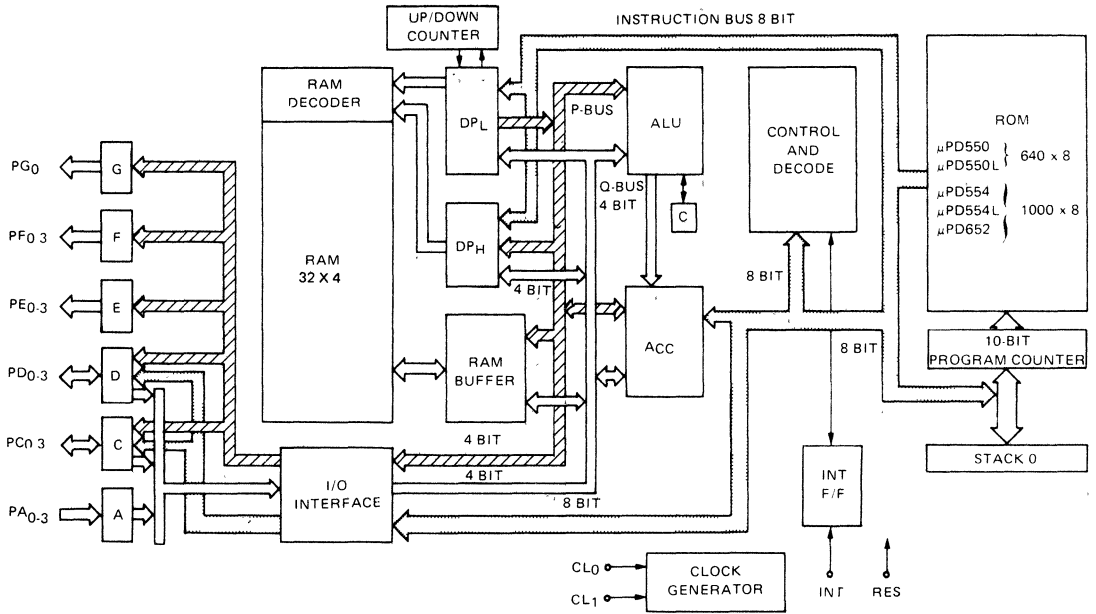 UP/DOWN
COUNTER
INSTRUCTION BUS 8 BIT
RAM
DECODER
DPL
P-BUS
ALU
CONTROL
AND
DECODE
ROM
μPD550
μPD550L
640 x 8
μPD554
μPD554L
μPD652
1000 x 8
PG0
G
Q-BUS
4 BIT
C
DPH
PF0 3
F
RAM
32 X 4
4 BIT
8 BIT
PE0-3
E
ACC
8 BIT
10-BIT
PROGRAM COUNTER
RAM
BUFFER
PD0-3
D
PC0 3
C
4 BIT
4 BIT
STACK 0
I/O
INTERFACE
8 BIT
INT
F/F
PA0-3
A
CL0
CL1
CLOCK
GENERATOR
INT
RES